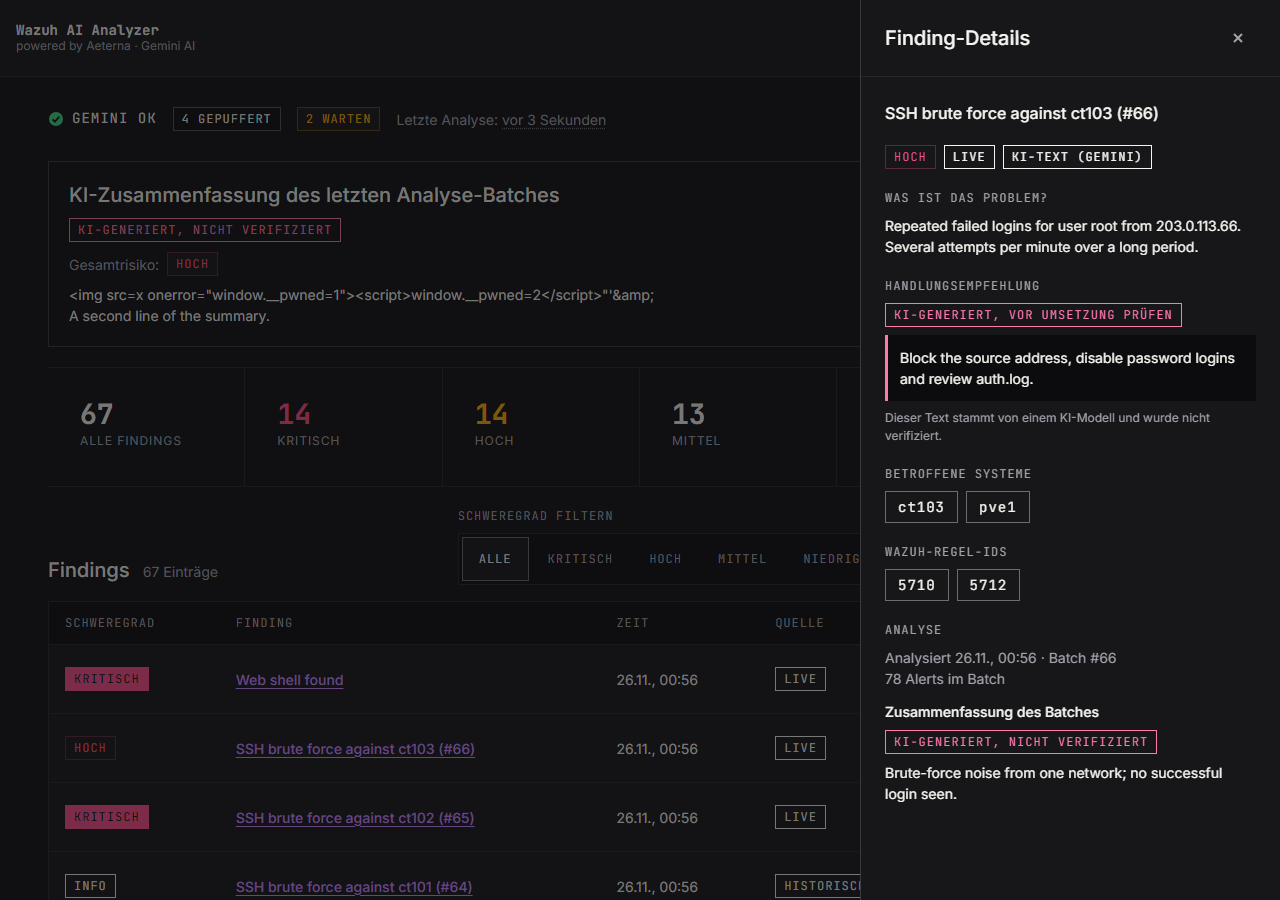 Wazuh AI Analyzer
powered by Aeterna · Gemini AI
GEMINI OK
4 GEPUFFERT
2 WARTEN
Letzte Analyse: vor 3 Sekunden
KI-Zusammenfassung des letzten Analyse-Batches
KI-GENERIERT, NICHT VERIFIZIERT
Gesamtrisiko: HOCH
<img src=x onerror="window.__pwned=1"><script>window.__pwned=2</script>"'&amp;
A second line of the summary.
67
ALLE FINDINGS
14
KRITISCH
14
HOCH
13
MITTEL
SCHWEREGRAD FILTERN
Findings 67 Einträge
ALLE KRITISCH HOCH MITTEL NIEDRIG
SCHWEREGRAD FINDING ZEIT QUELLE
KRITISCH Web shell found 26.11., 00:56 LIVE
HOCH SSH brute force against ct103 (#66) 26.11., 00:56 LIVE
KRITISCH SSH brute force against ct102 (#65) 26.11., 00:56 LIVE
INFO SSH brute force against ct101 (#64) 26.11., 00:56 HISTORISC
Finding-Details ×
SSH brute force against ct103 (#66)
HOCH LIVE KI-TEXT (GEMINI)
WAS IST DAS PROBLEM?
Repeated failed logins for user root from 203.0.113.66.
Several attempts per minute over a long period.
HANDLUNGSEMPFEHLUNG
KI-GENERIERT, VOR UMSETZUNG PRÜFEN
Block the source address, disable password logins
and review auth.log.
Dieser Text stammt von einem KI-Modell und wurde nicht
verifiziert.
BETROFFENE SYSTEME
ct103 pve1
WAZUH-REGEL-IDS
5710 5712
ANALYSE
Analysiert 26.11., 00:56 · Batch #66
78 Alerts im Batch
Zusammenfassung des Batches
KI-GENERIERT, NICHT VERIFIZIERT
Brute-force noise from one network; no successful
login seen.